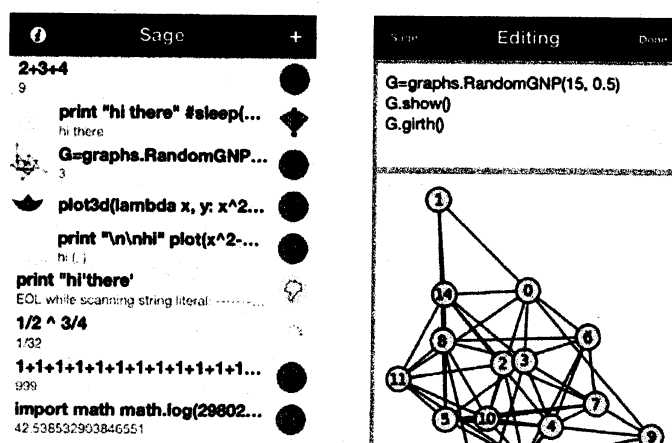 Sage
+
2+3+4
9
print "hi there" #sleep(...
hi there
G=graphs.RandomGNP...
3
plot3d(lambda x, y: x^2...
print "\n\nhi" plot(x^2-...
hi (, )
print "hi'there'
EOL while scanning string literal:
1/2 ^ 3/4
1/32
1+1+1+1+1+1+1+1+1+1+1+1...
999
import math math.log(29802...
42.538532903846551
Sage
Editing
Done
G=graphs.RandomGNP(15, 0.5)
G.show()
G.girth()
1
14
0
8
6
2
3
11
7
5
10
4
9